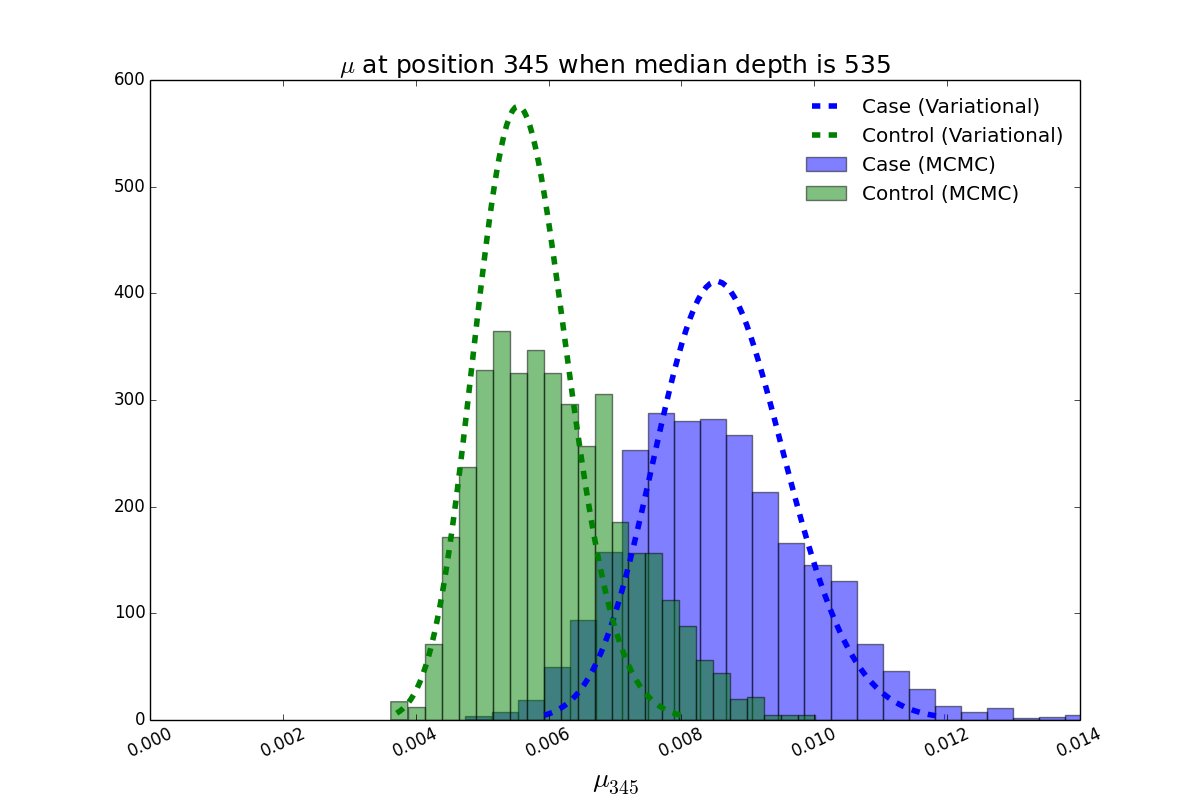 μ at position 345 when median depth is 535
600
500
400
300
200
100
0
Case (Variational)
Control (Variational)
Case (MCMC)
Control (MCMC)
0.000 0.002 0.004 0.006 0.008 0.010 0.012 0.014
μ₃₄₅